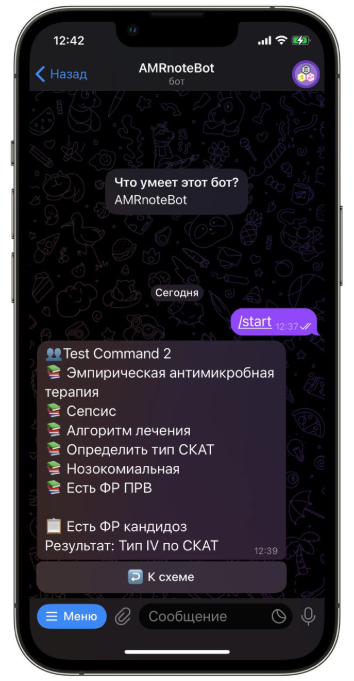 12:42
Назад
AMRnoteBot
бот
Что умеет этот бот?
AMRnoteBot
Сегодня
/start 12:37
Test Command 2
Эмпирическая антимикробная
терапия
Сепсис
Алгоритм лечения
Определить тип СКАТ
Нозокомиальная
Есть ФР ПРВ
Есть ФР кандидоз
Результат: Тип IV по СКАТ 12:39
К схеме
Меню
Сообщение